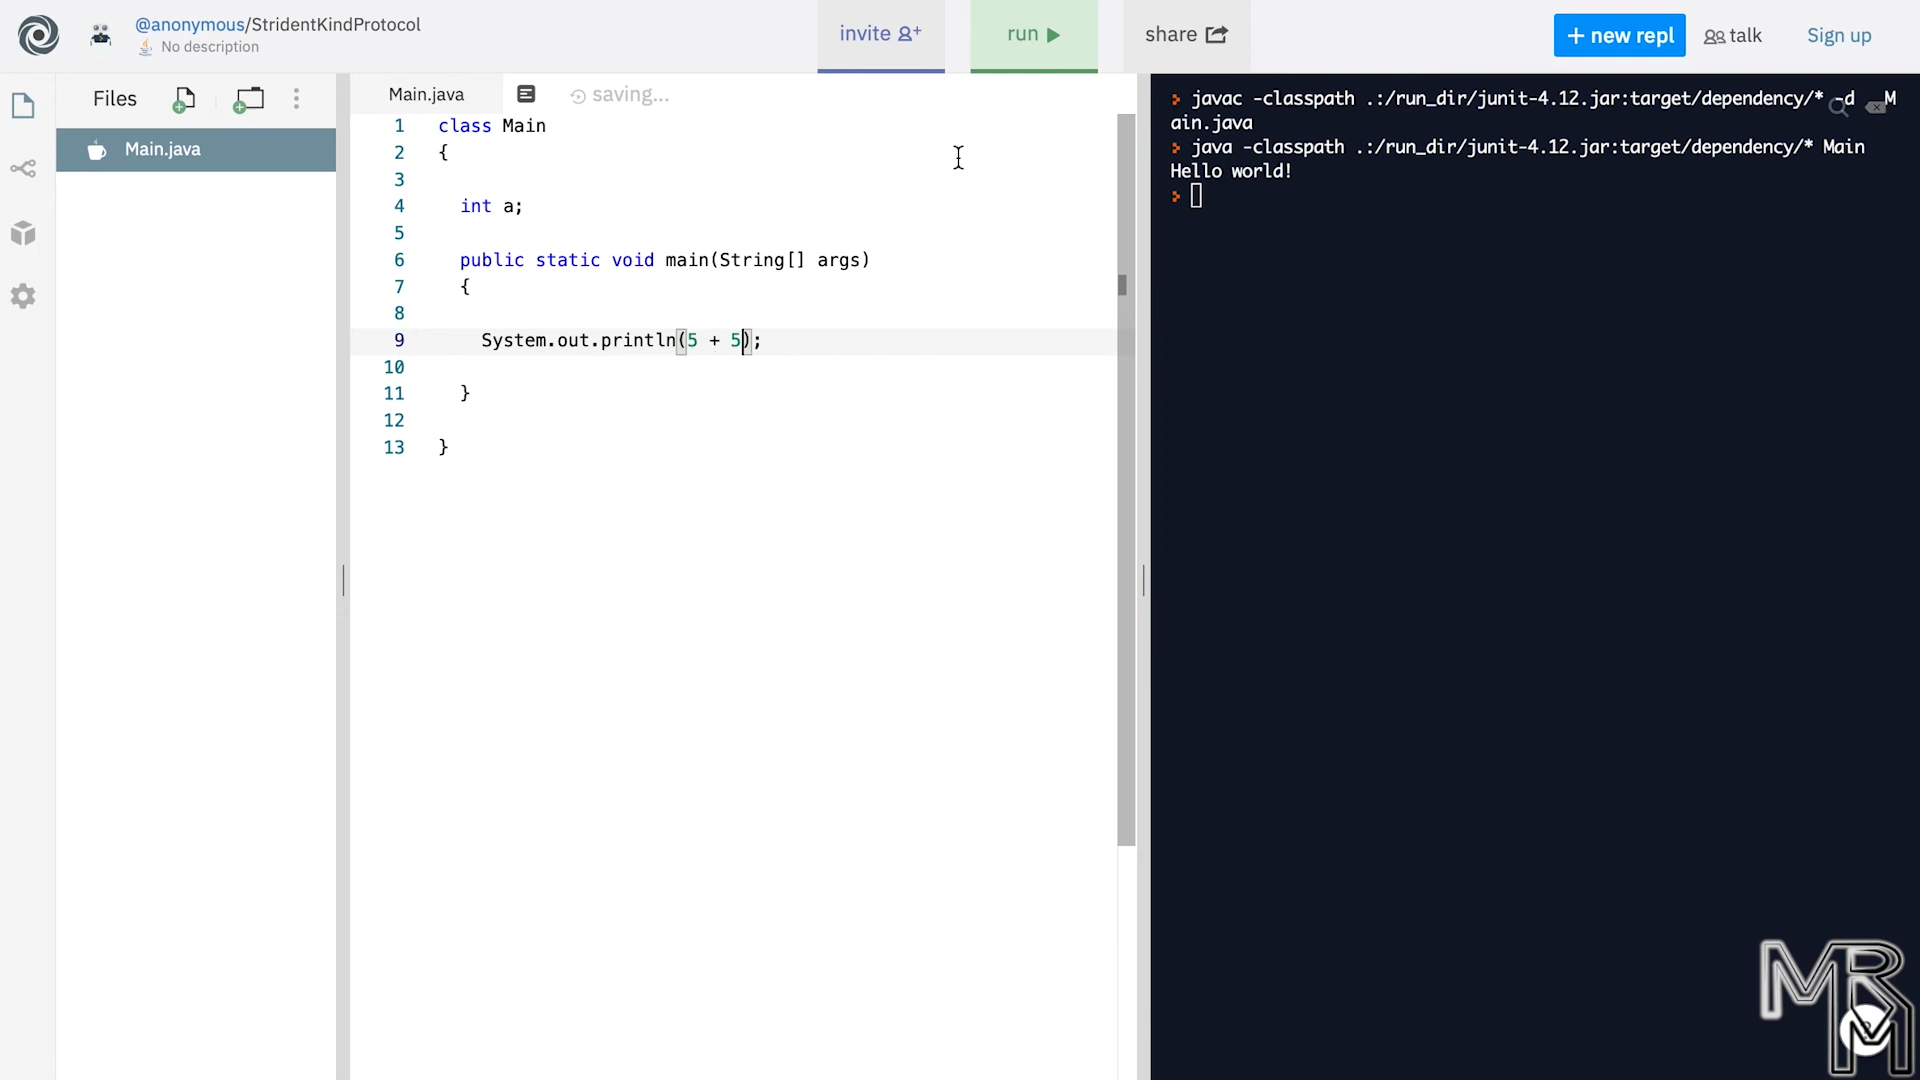 @anonymous/StridentKindProtocol
No description
invite
run
share
+ new repl
talk
Sign up
Files
Main.java
Main.java
saving...
1 class Main
2 {
3
4 int a;
5
6 public static void main(String[] args)
7 {
8
9 System.out.println(5 + 5);
10
11 }
12
13 }
javac -classpath .:/run_dir/junit-4.12.jar:target/dependency/* -d . M
ain.java
java -classpath .:/run_dir/junit-4.12.jar:target/dependency/* Main
Hello world!
MRM